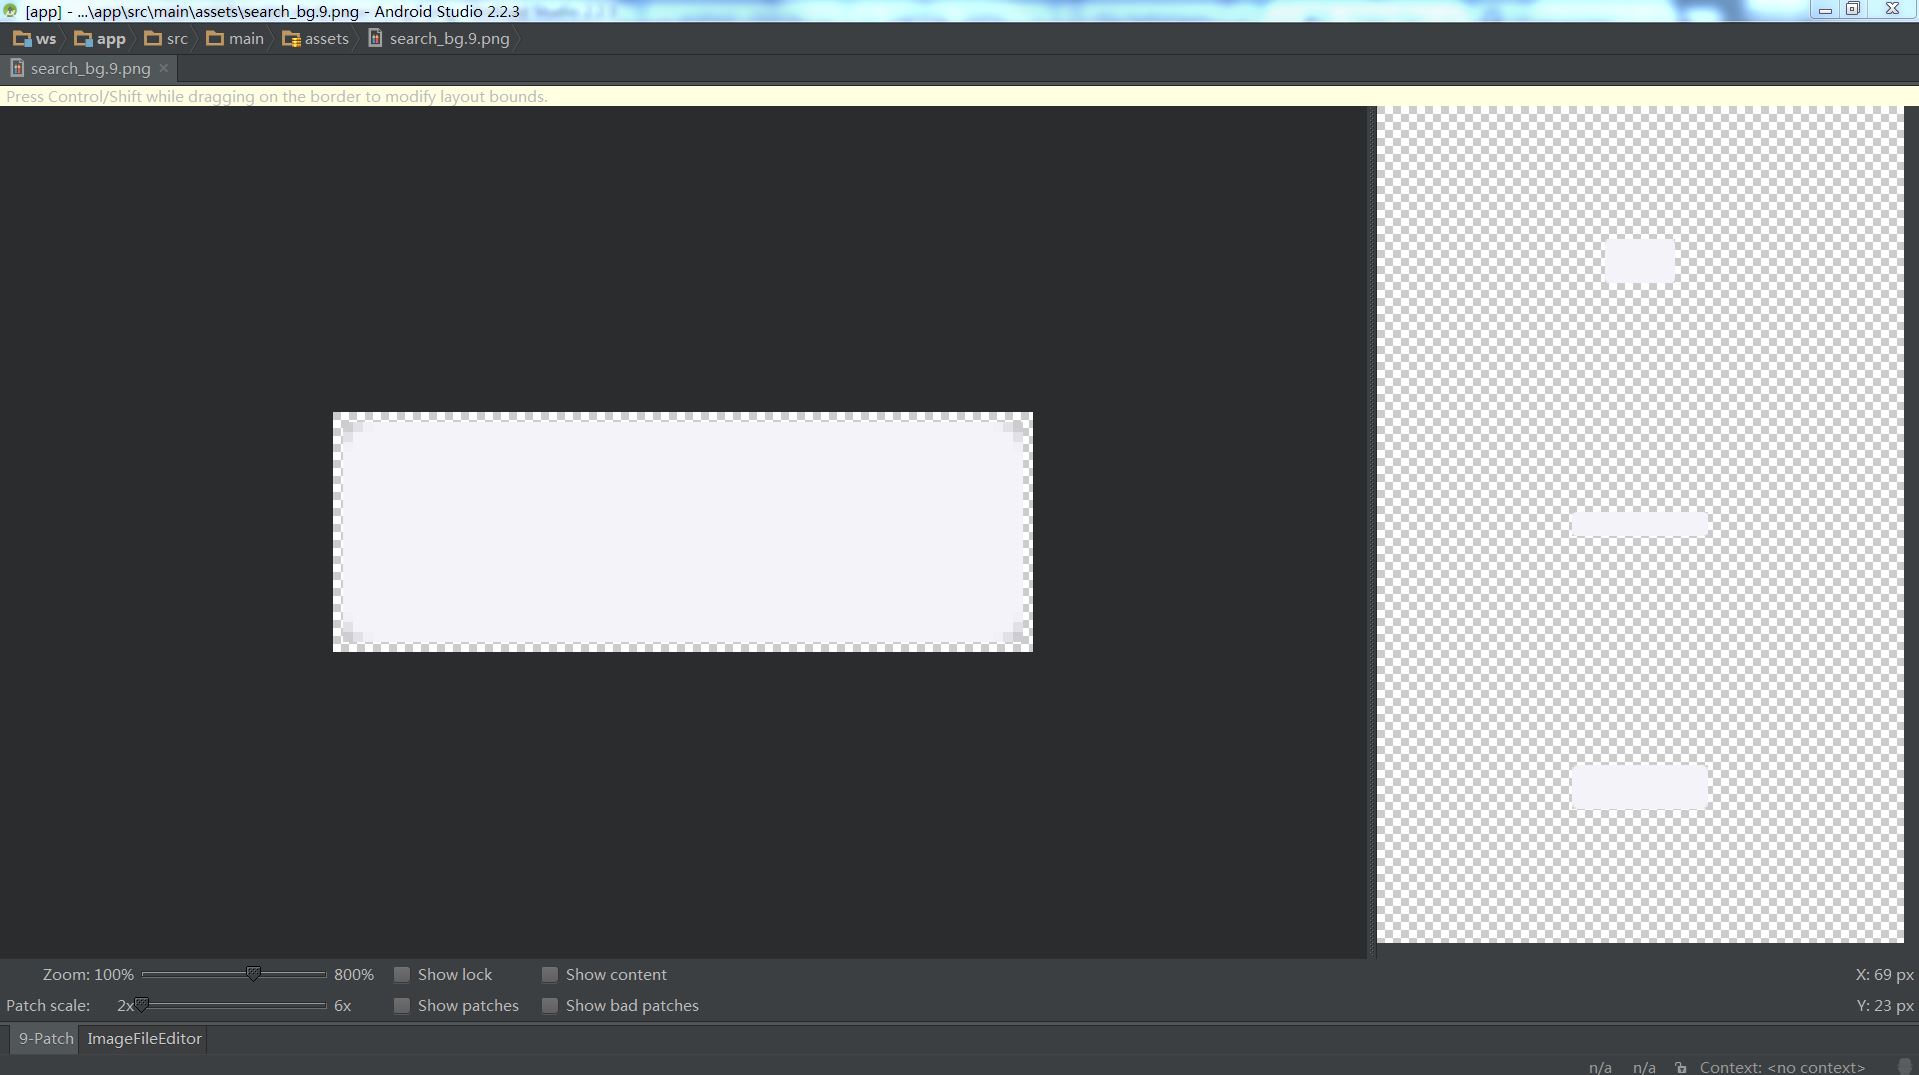 [app] - ...\app\src\main\assets\search_bg.9.png - Android Studio 2.2.3
ws app src main assets search_bg.9.png
search_bg.9.png
Press Control/Shift while dragging on the border to modify layout bounds.
Zoom: 100% 800% Show lock Show content X: 69 px
Patch scale: 2x 6x Show patches Show bad patches Y: 23 px
9-Patch ImageFileEditor
n/a n/a Context: <no context>